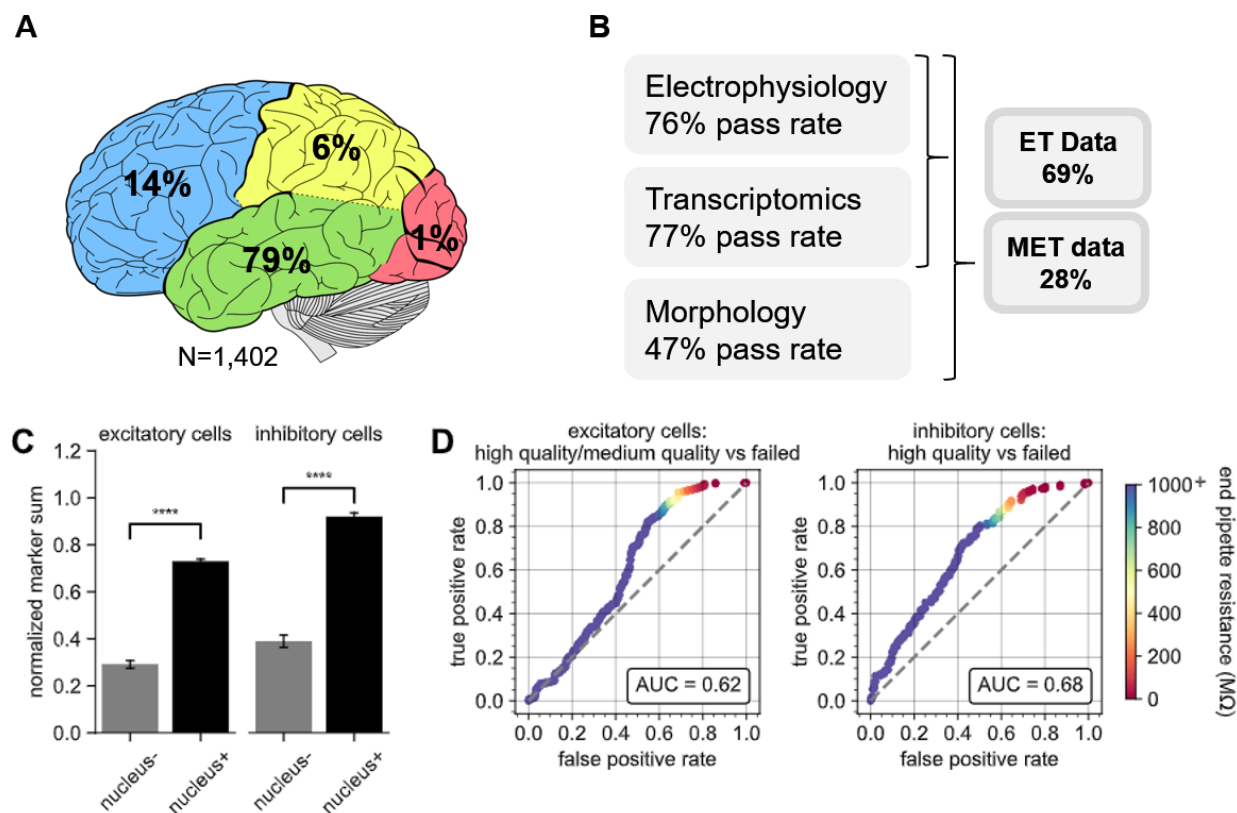 A
14%
6%
79%
1%
N=1,402
B
Electrophysiology
76% pass rate
Transcriptomics
77% pass rate
Morphology
47% pass rate
ET Data
69%
MET data
28%
C
excitatory cells
inhibitory cells
normalized marker sum
1.2
1.0
0.8
0.6
0.4
0.2
0.0
****
****
nucleus-
nucleus+
nucleus-
nucleus+
D
excitatory cells:
high quality/medium quality vs failed
true positive rate
1.0
0.8
0.6
0.4
0.2
0.0
AUC = 0.62
0.0 0.2 0.4 0.6 0.8 1.0
false positive rate
inhibitory cells:
high quality vs failed
true positive rate
1.0
0.8
0.6
0.4
0.2
0.0
AUC = 0.68
0.0 0.2 0.4 0.6 0.8 1.0
false positive rate
1000+
800
600
400
200
0
end pipette resistance (MΩ)